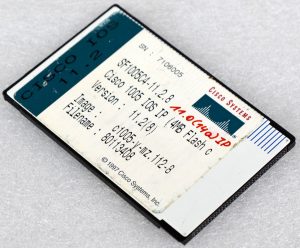 CISCO IOS
11.2
SN 7106005
SF1005C4-11.2.8
Cisco 1005 IOS IP (4MB Flash C
Version: 11.2(8)
Image:
Filename: c1005-y-mz.112-8
80113408
© 1997 Cisco Systems, Inc.
CISCO SYSTEMS
11.0(14a)IP